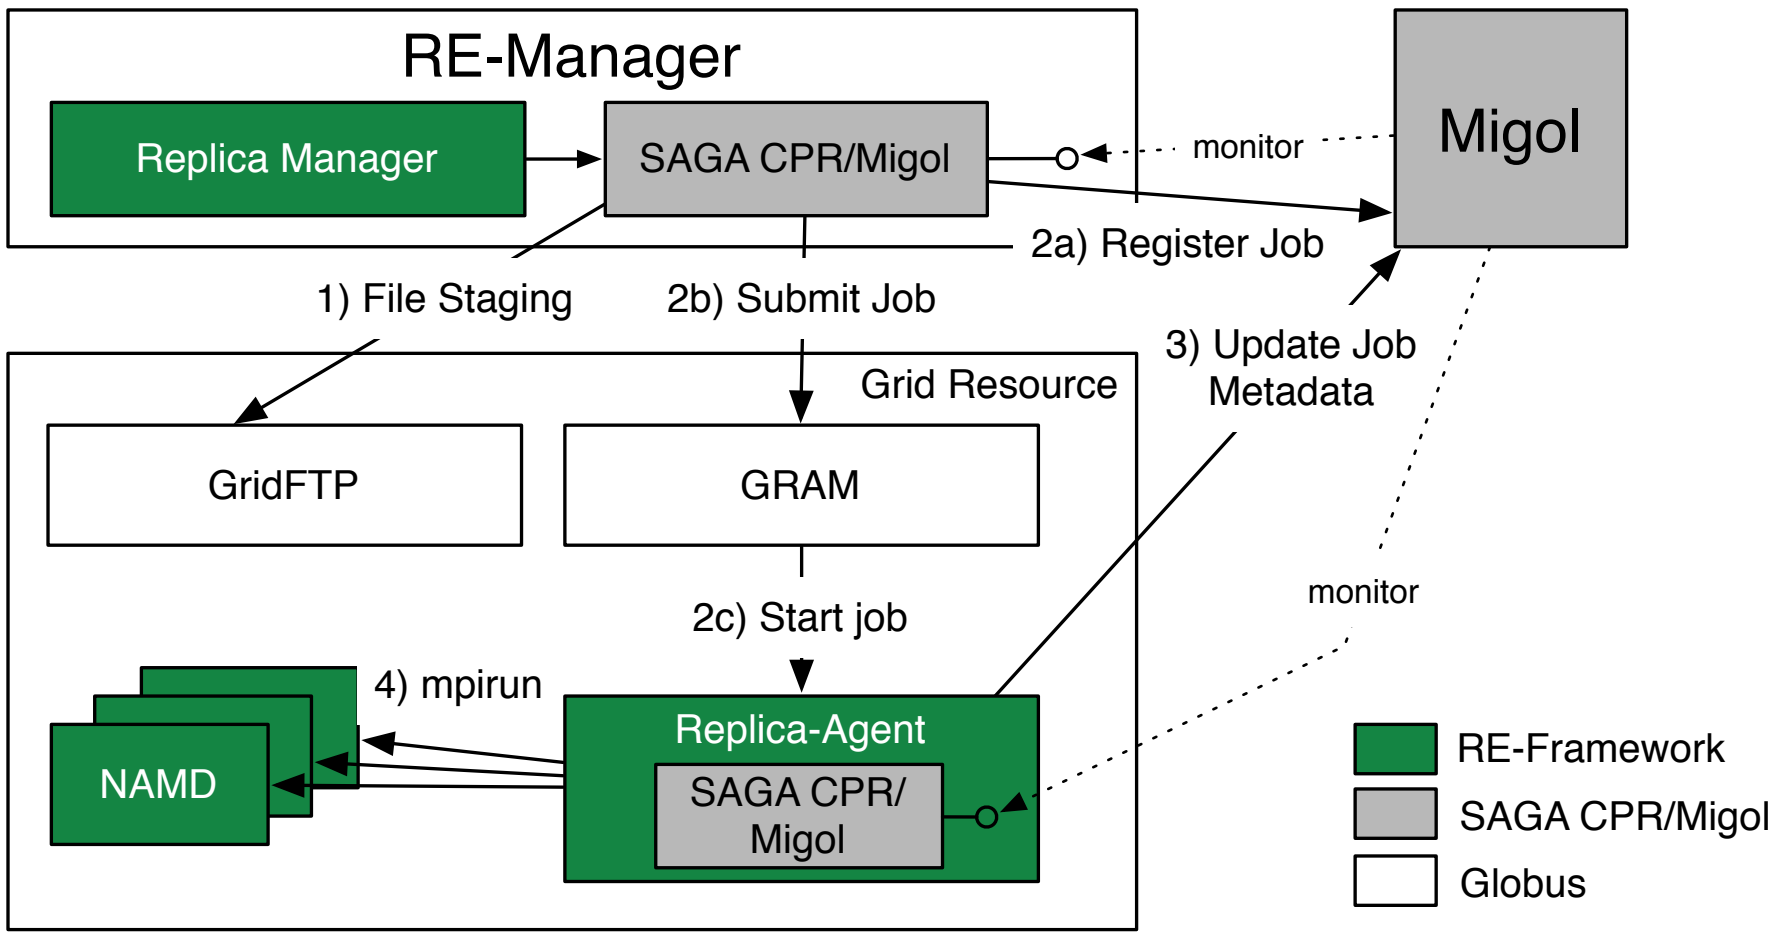 RE-Manager
Replica Manager
SAGA CPR/Migol
monitor
Migol
2a) Register Job
1) File Staging
2b) Submit Job
3) Update Job
Metadata
Grid Resource
GridFTP
GRAM
2c) Start job
monitor
4) mpirun
Replica-Agent
NAMD
SAGA CPR/
Migol
RE-Framework
SAGA CPR/Migol
Globus